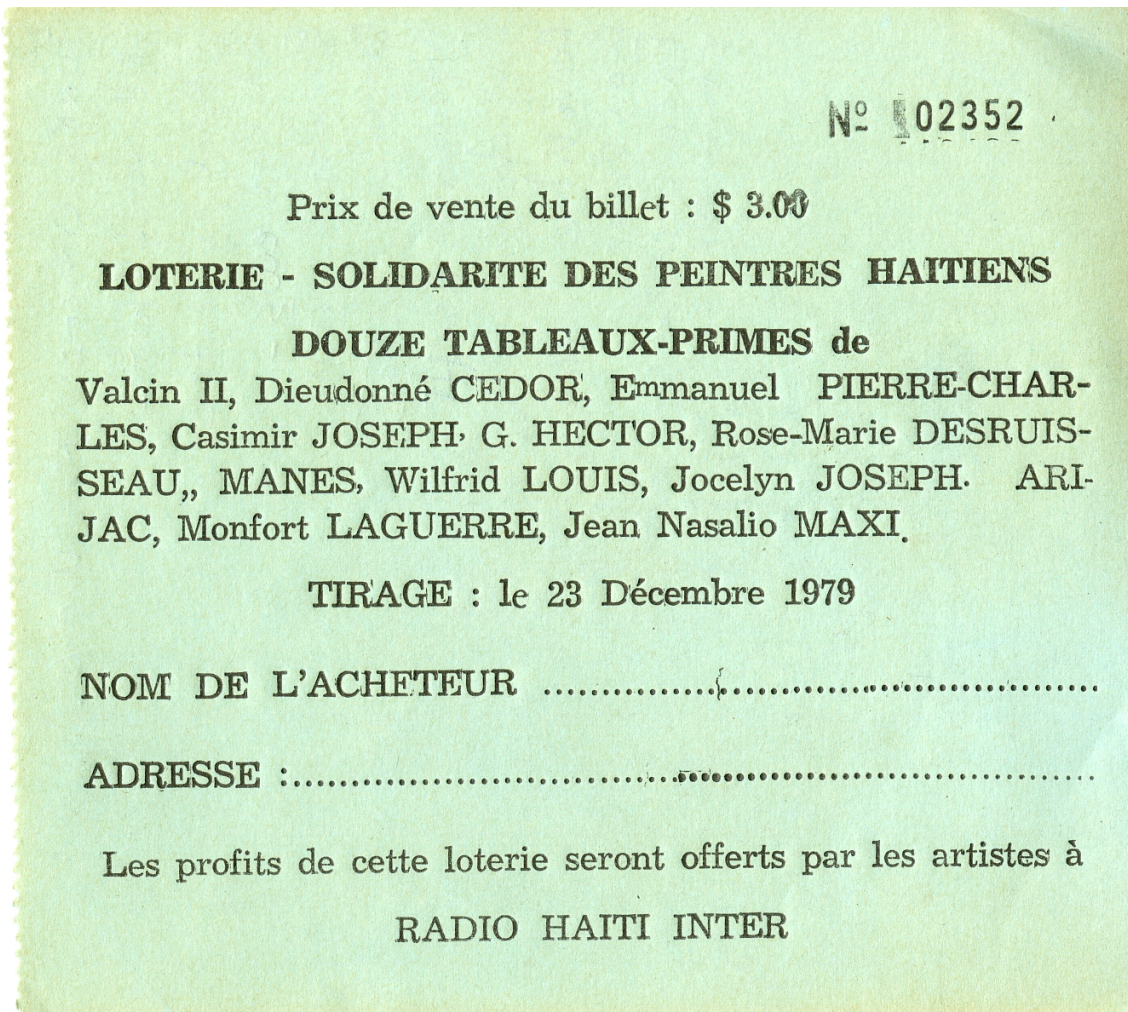 Nº 02352
Prix de vente du billet : $ 3.00
LOTERIE - SOLIDARITE DES PEINTRES HAITIENS
DOUZE TABLEAUX-PRIMES de
Valcin II, Dieudonné CEDOR, Emmanuel PIERRE-CHAR-
LES, Casimir JOSEPH, G. HECTOR, Rose-Marie DESRUIS-
SEAU,, MANES, Wilfrid LOUIS, Jocelyn JOSEPH. ARI-
JAC, Monfort LAGUERRE, Jean Nasalio MAXI.
TIRAGE : le 23 Décembre 1979
NOM DE L'ACHETEUR ..........................................
ADRESSE :..........................................................
Les profits de cette loterie seront offerts par les artistes à
RADIO HAITI INTER